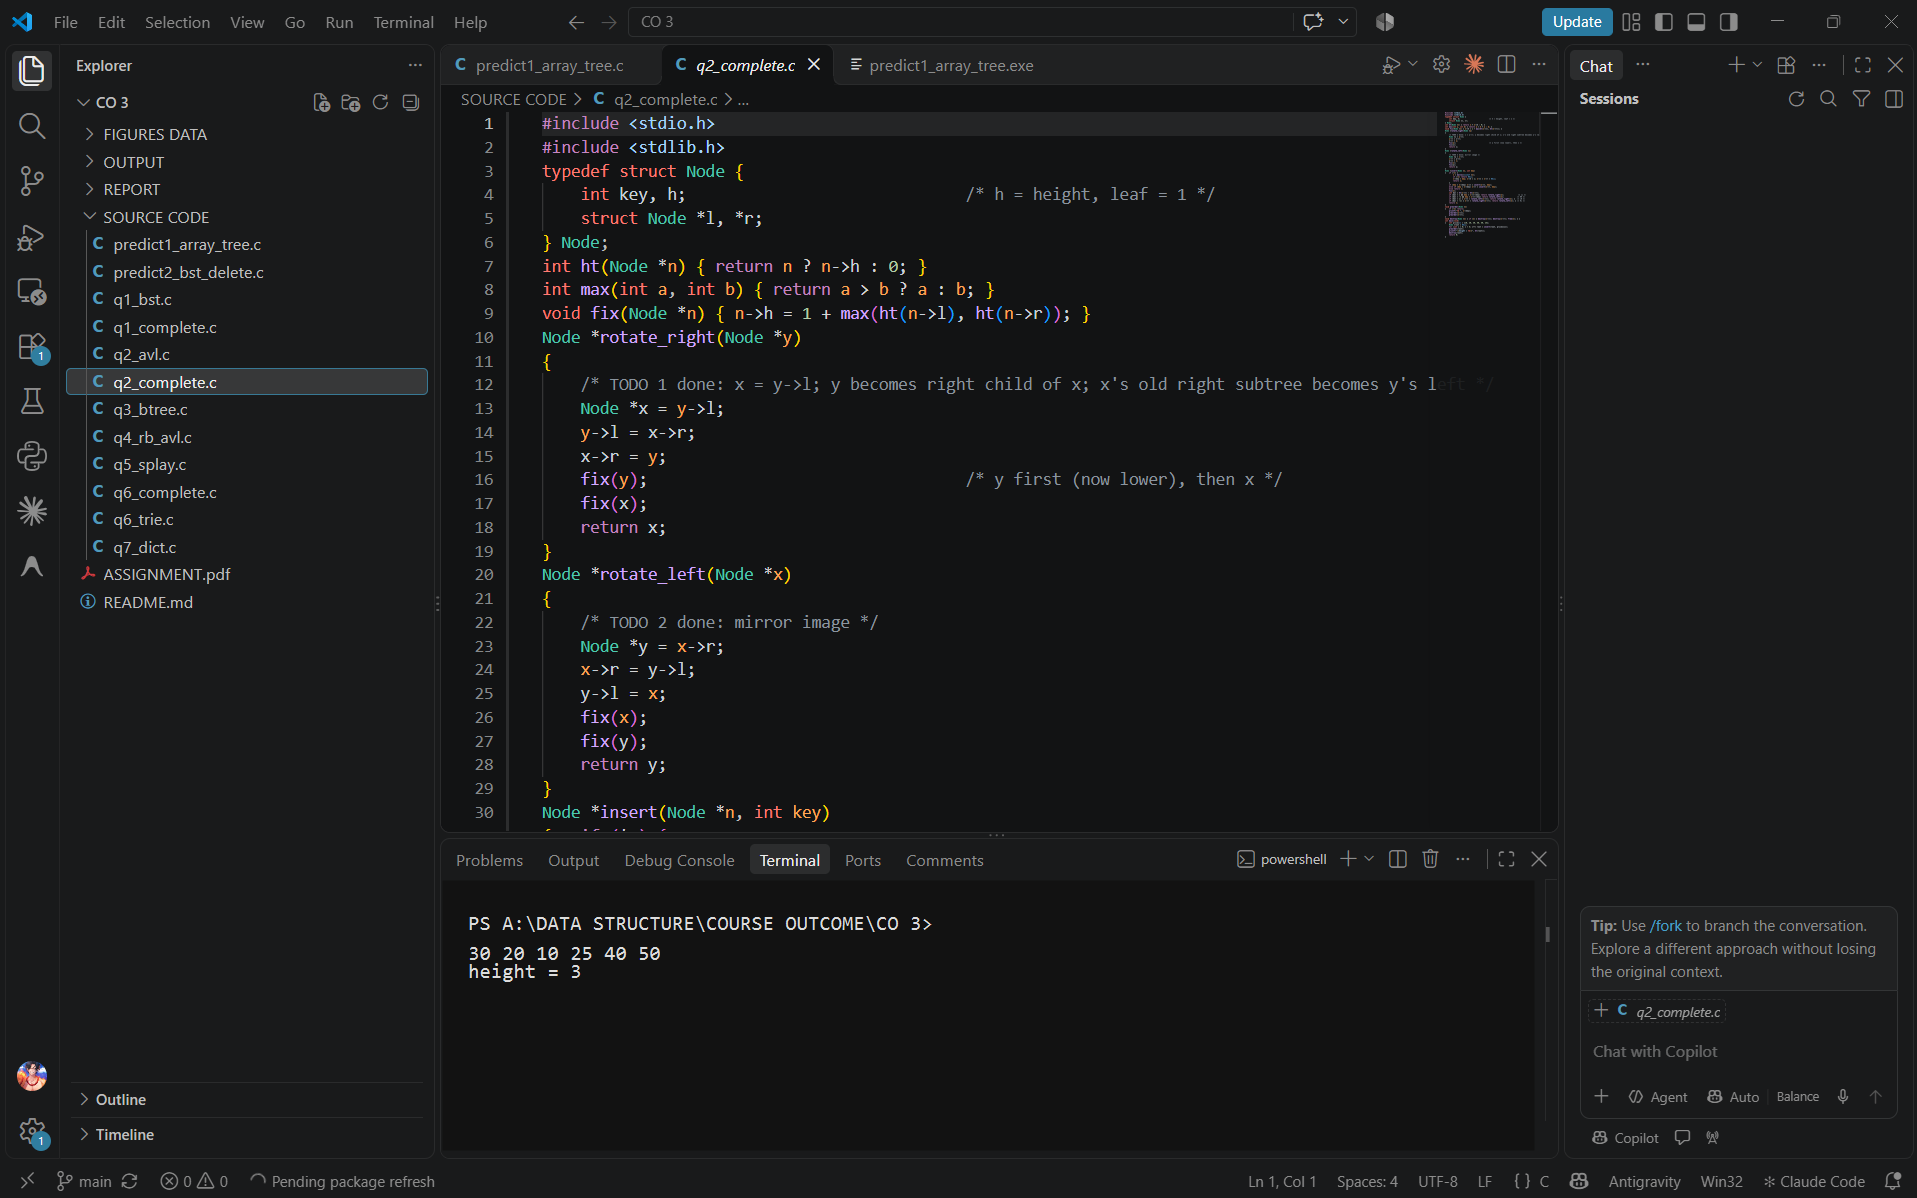 File Edit Selection View Go Run Terminal Help
CO 3
Update
Explorer
CO 3
FIGURES DATA
OUTPUT
REPORT
SOURCE CODE
C predict1_array_tree.c
C predict2_bst_delete.c
C q1_bst.c
C q1_complete.c
C q2_avl.c
C q2_complete.c
C q3_btree.c
C q4_rb_avl.c
C q5_splay.c
C q6_complete.c
C q6_trie.c
C q7_dict.c
ASSIGNMENT.pdf
README.md
1
Outline
Timeline
1
C predict1_array_tree.c
C q2_complete.c
predict1_array_tree.exe
SOURCE CODE > C q2_complete.c > ...
1 #include <stdio.h>
2 #include <stdlib.h>
3 typedef struct Node {
4 int key, h; /* h = height, leaf = 1 */
5 struct Node *l, *r;
6 } Node;
7 int ht(Node *n) { return n ? n->h : 0; }
8 int max(int a, int b) { return a > b ? a : b; }
9 void fix(Node *n) { n->h = 1 + max(ht(n->l), ht(n->r)); }
10 Node *rotate_right(Node *y)
11 {
12 /* TODO 1 done: x = y->l; y becomes right child of x; x's old right subtree becomes y's left */
13 Node *x = y->l;
14 y->l = x->r;
15 x->r = y;
16 fix(y); /* y first (now lower), then x */
17 fix(x);
18 return x;
19 }
20 Node *rotate_left(Node *x)
21 {
22 /* TODO 2 done: mirror image */
23 Node *y = x->r;
24 x->r = y->l;
25 y->l = x;
26 fix(x);
27 fix(y);
28 return y;
29 }
30 Node *insert(Node *n, int key)
Problems Output Debug Console Terminal Ports Comments
powershell
PS A:\DATA STRUCTURE\COURSE OUTCOME\CO 3>
30 20 10 25 40 50
height = 3
Chat
Sessions
Tip: Use /fork to branch the conversation.
Explore a different approach without losing
the original context.
C q2_complete.c
Chat with Copilot
Agent Auto Balance
Copilot
main 0 0 Pending package refresh
Ln 1, Col 1 Spaces: 4 UTF-8 LF {} C Antigravity Win32 Claude Code